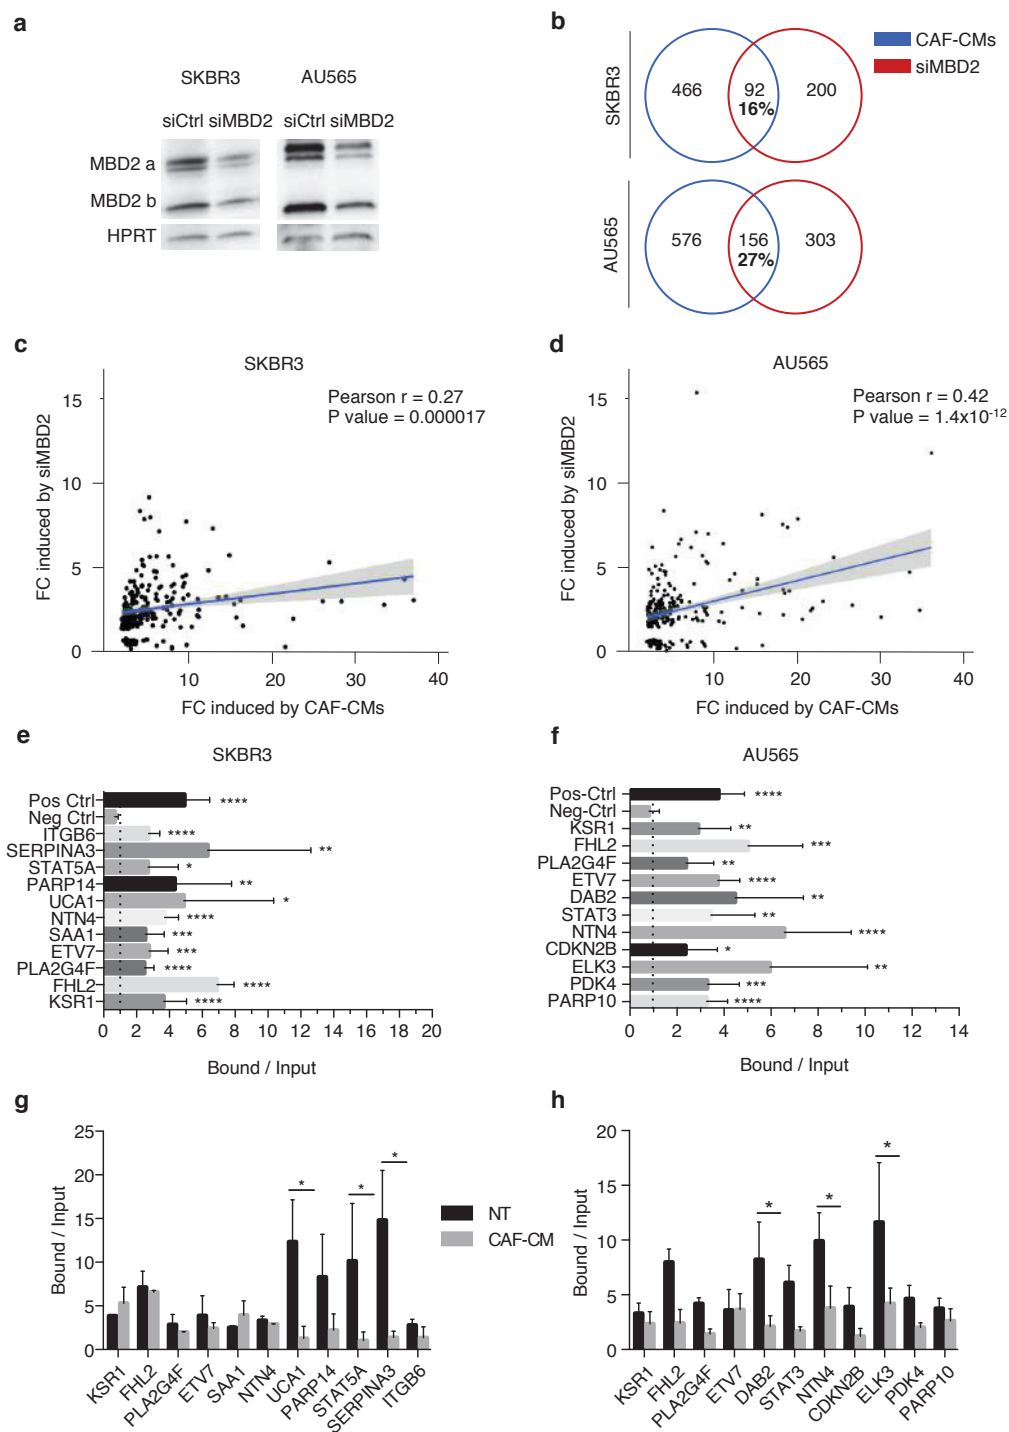 a
SKBR3
AU565
siCtrl siMBD2
siCtrl siMBD2
MBD2 a
MBD2 b
HPRT
b
CAF-CMs
siMBD2
SKBR3
466
92
16%
200
AU565
576
156
27%
303
c
SKBR3
Pearson r = 0.27
P value = 0.000017
FC induced by siMBD2
15
10
5
0
10
20
30
40
FC induced by CAF-CMs
d
AU565
Pearson r = 0.42
P value = 1.4x10-12
FC induced by siMBD2
15
10
5
0
10
20
30
40
FC induced by CAF-CMs
e
SKBR3
Pos Ctrl ****
Neg Ctrl
ITGB6 ****
SERPINA3 **
STAT5A *
PARP14 **
UCA1 *
NTN4 ****
SAA1 ***
ETV7 ***
PLA2G4F ****
FHL2 ****
KSR1 ****
0 2 4 6 8 10 12 14 16 18 20
Bound / Input
f
AU565
Pos-Ctrl ****
Neg-Ctrl
KSR1 **
FHL2 ***
PLA2G4F **
ETV7 ****
DAB2 **
STAT3 **
NTN4 ****
CDKN2B *
ELK3 **
PDK4 ***
PARP10 ****
0 2 4 6 8 10 12 14
Bound / Input
g
Bound / Input
25
20
15
10
5
0
* * *
KSR1 FHL2 PLA2G4F ETV7 SAA1 NTN4 UCA1 PARP14 STAT5A SERPINA3 ITGB6
NT
CAF-CM
h
Bound / Input
20
15
10
5
0
* * *
KSR1 FHL2 PLA2G4F ETV7 DAB2 STAT3 NTN4 CDKN2B ELK3 PDK4 PARP10